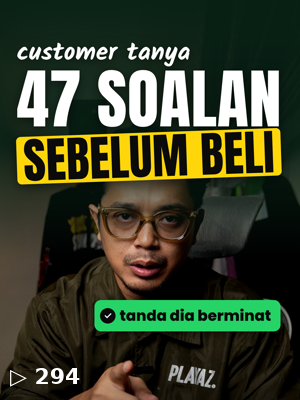 customer tanya
47 SOALAN
SEBELUM BELI
tanda dia berminat
PLAYAZ.
294